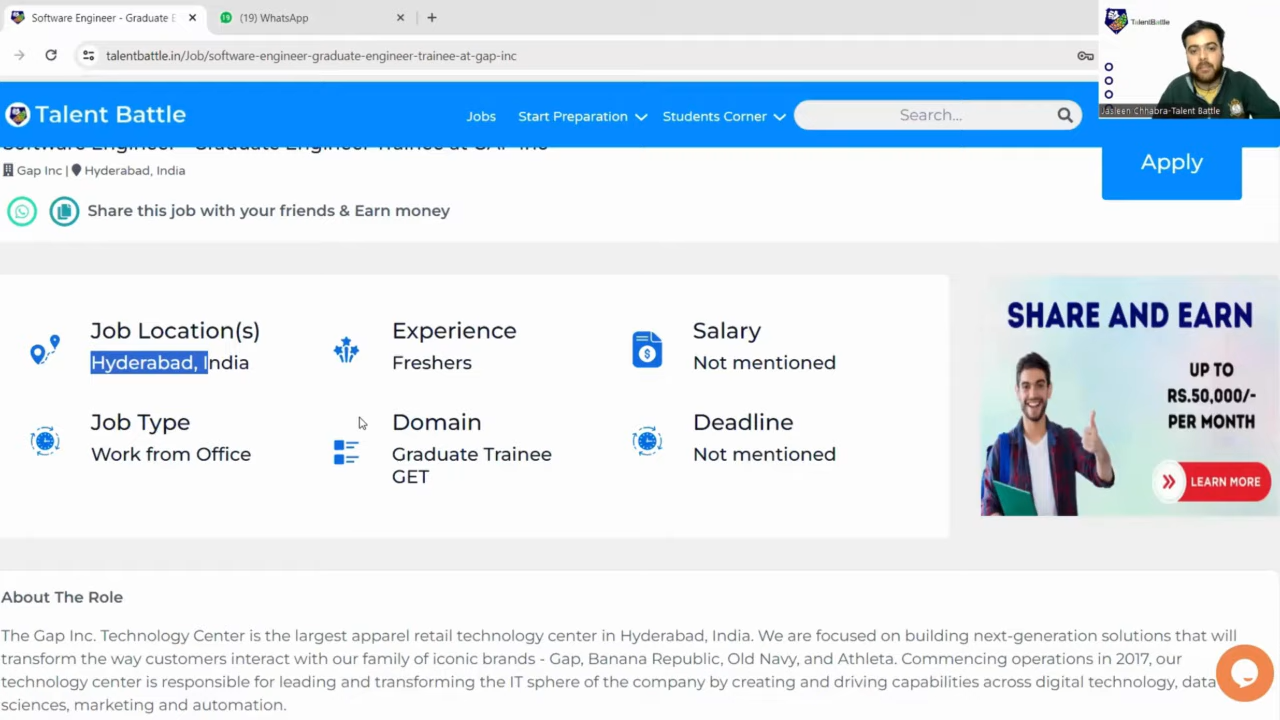 Software Engineer - Graduate E
(19) WhatsApp
talentbattle.in/Job/software-engineer-graduate-engineer-trainee-at-gap-inc
TalentBattle
Jasleen Chhabra-Talent Battle
Talent Battle
Jobs
Start Preparation
Students Corner
Search...
Software Engineer - Graduate Engineer Trainee at GAP Inc
Gap Inc | Hyderabad, India
Apply
Share this job with your friends & Earn money
Job Location(s)
Hyderabad, India
Experience
Freshers
Salary
Not mentioned
Job Type
Work from Office
Domain
Graduate Trainee
GET
Deadline
Not mentioned
SHARE AND EARN
UP TO
RS.50,000/-
PER MONTH
LEARN MORE
About The Role
The Gap Inc. Technology Center is the largest apparel retail technology center in Hyderabad, India. We are focused on building next-generation solutions that will
transform the way customers interact with our family of iconic brands - Gap, Banana Republic, Old Navy, and Athleta. Commencing operations in 2017, our
technology center is responsible for leading and transforming the IT sphere of the company by creating and driving capabilities across digital technology, data
sciences, marketing and automation.